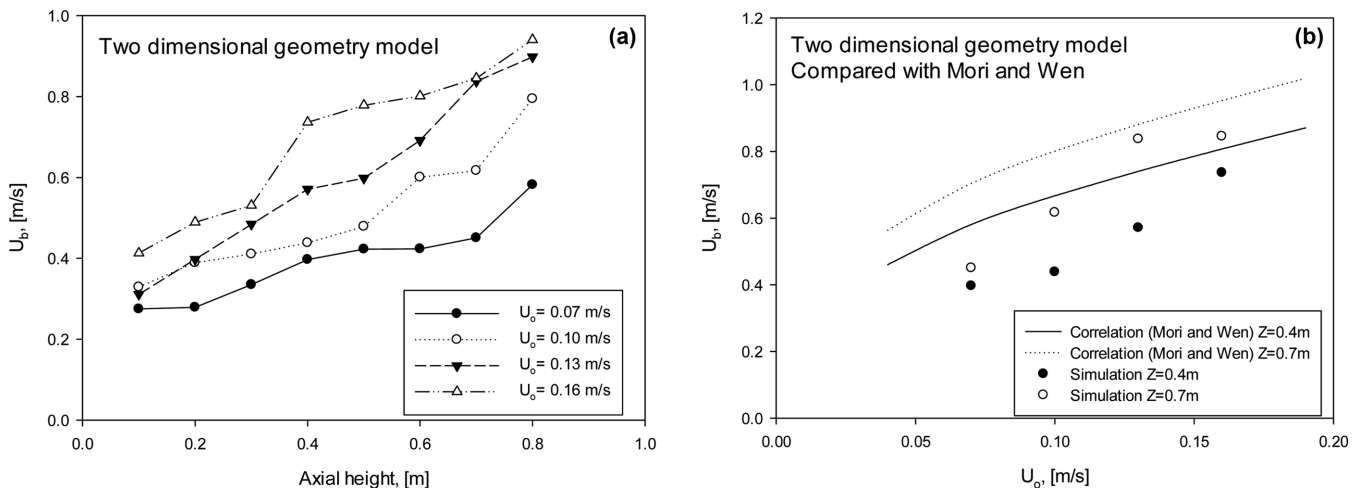 Two dimensional geometry model
(a)
U_b, [m/s]
1.0
0.8
0.6
0.4
0.2
0.0
0.0 0.2 0.4 0.6 0.8 1.0
Axial height, [m]
U_o= 0.07 m/s
U_o= 0.10 m/s
U_o= 0.13 m/s
U_o= 0.16 m/s
Two dimensional geometry model
Compared with Mori and Wen
(b)
U_b, [m/s]
1.2
1.0
0.8
0.6
0.4
0.2
0.0
0.00 0.05 0.10 0.15 0.20
U_o, [m/s]
Correlation (Mori and Wen) Z=0.4m
Correlation (Mori and Wen) Z=0.7m
Simulation Z=0.4m
Simulation Z=0.7m